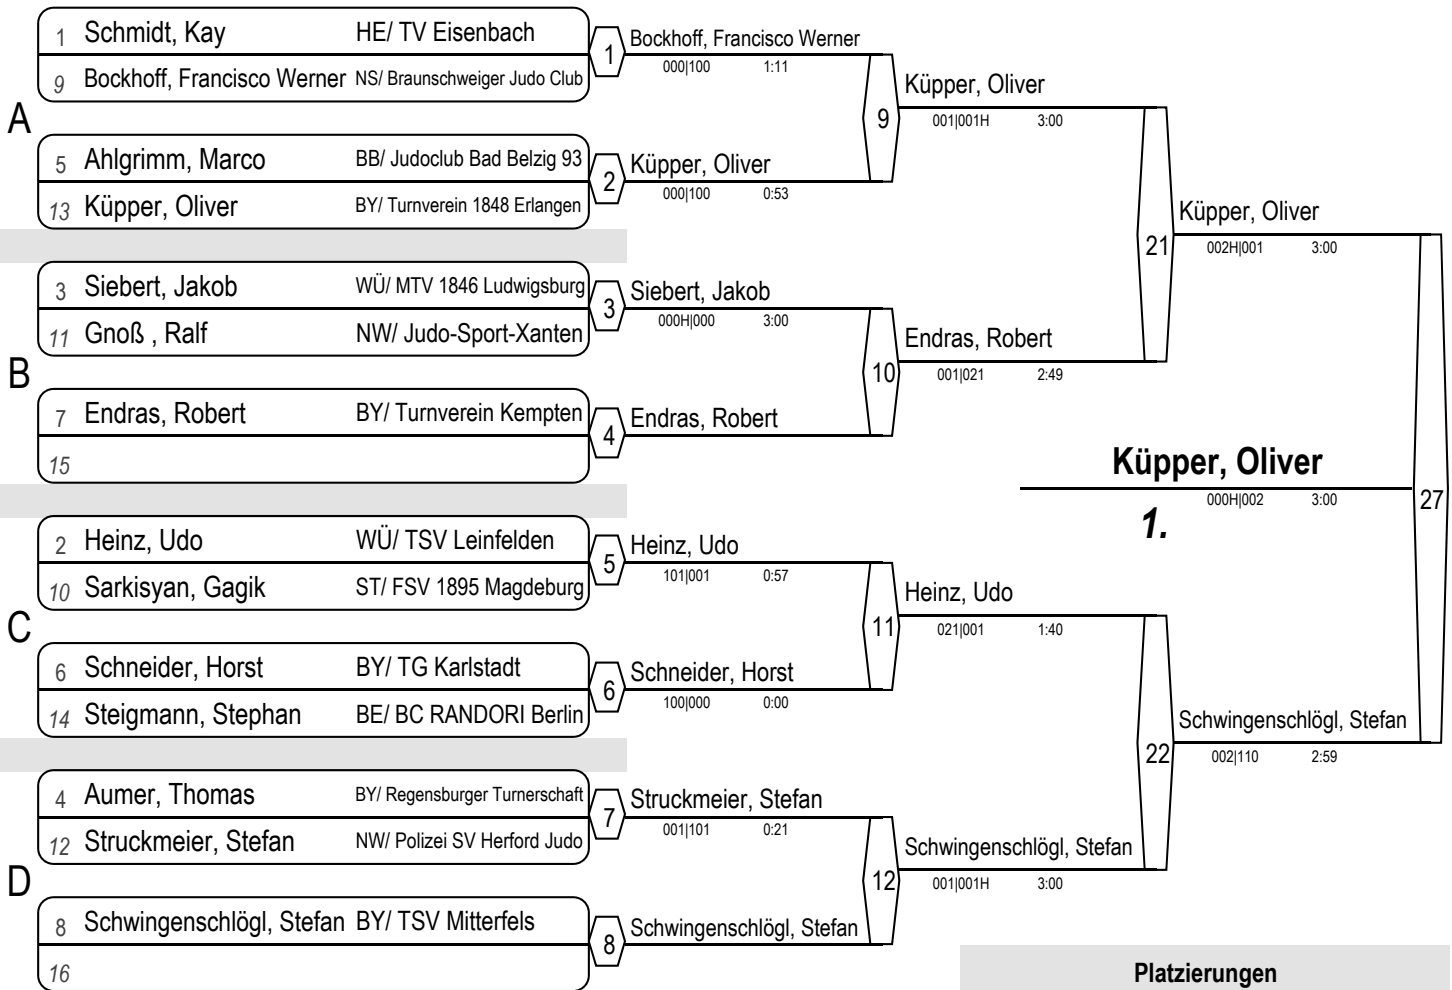 1 Schmidt, Kay HE/ TV Eisenbach
9 Bockhoff, Francisco Werner NS/ Braunschweiger Judo Club
1
Bockhoff, Francisco Werner
000|100 1:11
A
5 Ahlgrimm, Marco BB/ Judoclub Bad Belzig 93
13 Küpper, Oliver BY/ Turnverein 1848 Erlangen
2
Küpper, Oliver
000|100 0:53
9
Küpper, Oliver
001|001H 3:00
3 Siebert, Jakob WÜ/ MTV 1846 Ludwigsburg
11 Gnoß , Ralf NW/ Judo-Sport-Xanten
3
Siebert, Jakob
000H|000 3:00
B
7 Endras, Robert BY/ Turnverein Kempten
15
4
Endras, Robert
10
Endras, Robert
001|021 2:49
21
Küpper, Oliver
002H|001 3:00
Küpper, Oliver
000H|002 3:00
1.
27
2 Heinz, Udo WÜ/ TSV Leinfelden
10 Sarkisyan, Gagik ST/ FSV 1895 Magdeburg
5
Heinz, Udo
101|001 0:57
C
6 Schneider, Horst BY/ TG Karlstadt
14 Steigmann, Stephan BE/ BC RANDORI Berlin
6
Schneider, Horst
100|000 0:00
11
Heinz, Udo
021|001 1:40
4 Aumer, Thomas BY/ Regensburger Turnerschaft
12 Struckmeier, Stefan NW/ Polizei SV Herford Judo
7
Struckmeier, Stefan
001|101 0:21
D
8 Schwingenschlögl, Stefan BY/ TSV Mitterfels
16
8
Schwingenschlögl, Stefan
12
Schwingenschlögl, Stefan
001|001H 3:00
22
Schwingenschlögl, Stefan
002|110 2:59
Platzierungen